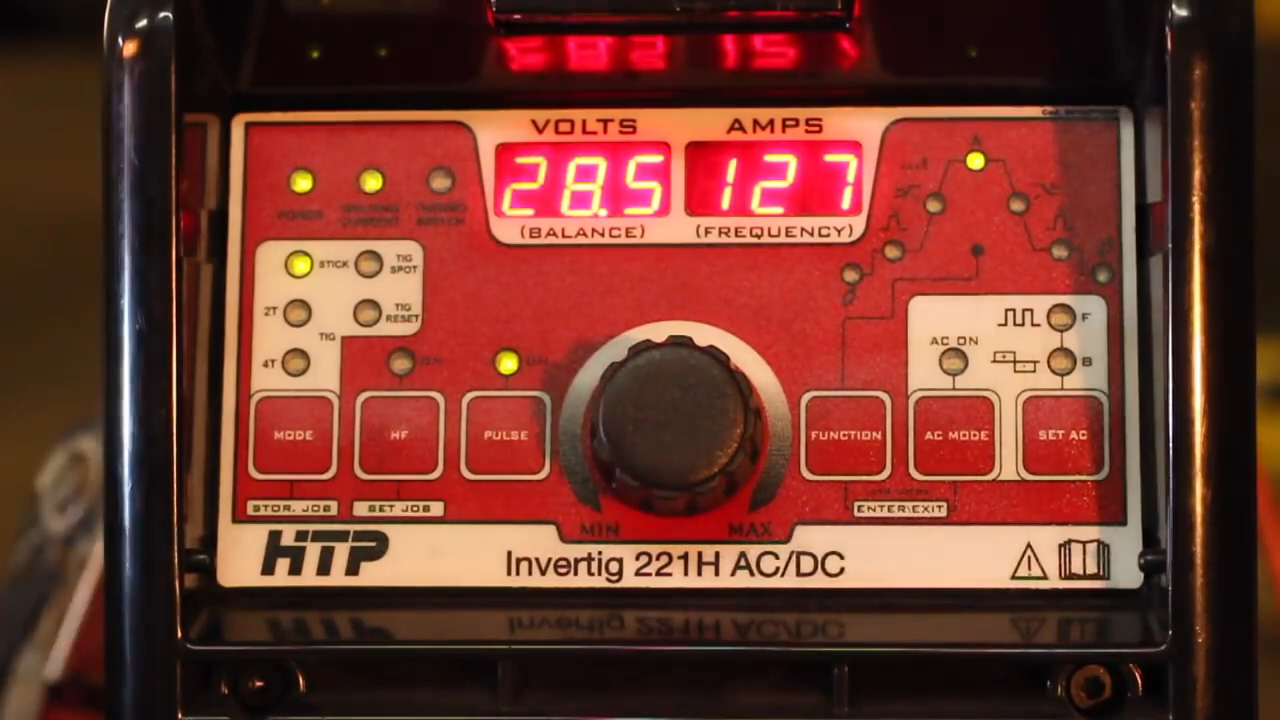 VOLTS AMPS
28.5 127
(BALANCE) (FREQUENCY)
POWER
A
STICK TIG SPOT
2T TIG RESET
TIG
4T ON ON
AC ON
F
B
MODE HF PULSE FUNCTION AC MODE SET AC
STOR. JOB SET JOB ENTER\EXIT
MIN MAX
HTP Invertig 221H AC/DC